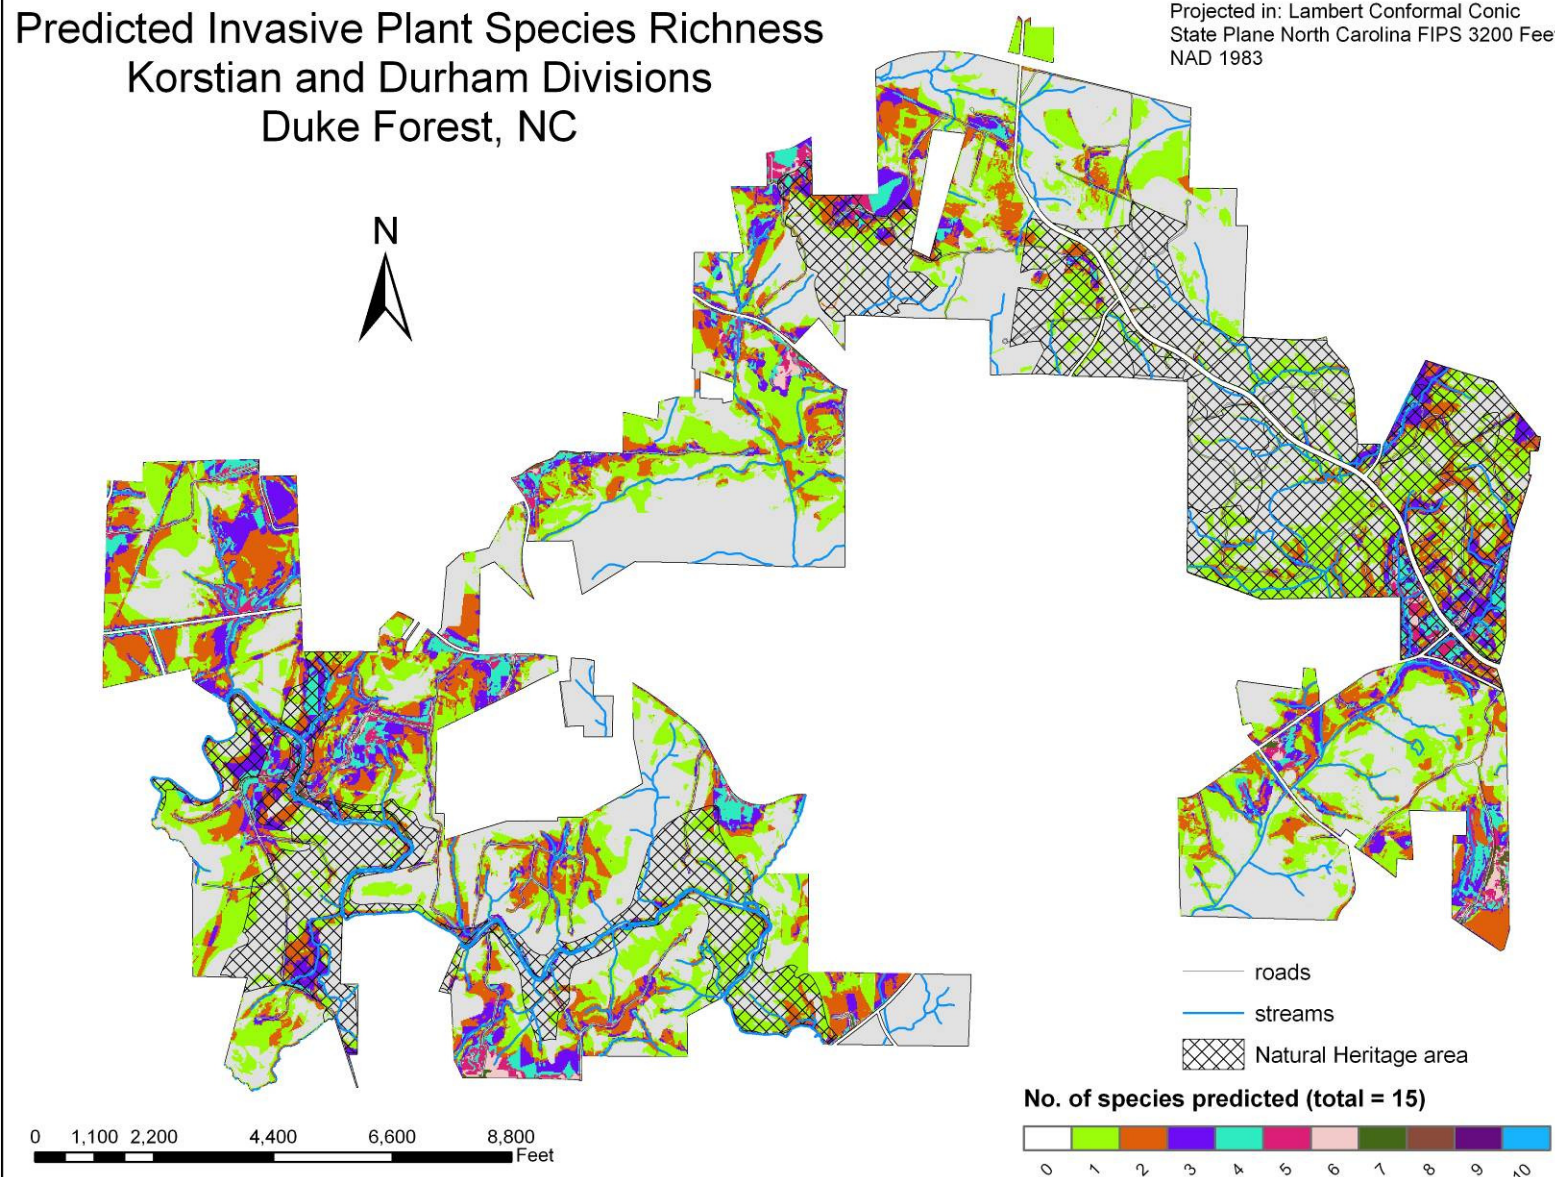 Predicted Invasive Plant Species Richness
Korstian and Durham Divisions
Duke Forest, NC
Projected in: Lambert Conformal Conic
State Plane North Carolina FIPS 3200 Fee
NAD 1983
N
roads
streams
Natural Heritage area
No. of species predicted (total = 15)
0 1 2 3 4 5 6 7 8 9 10
0 1,100 2,200 4,400 6,600 8,800
Feet